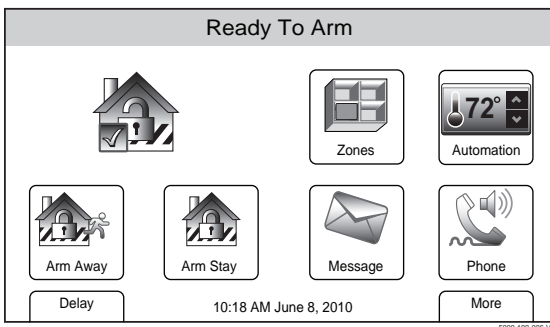 Ready To Arm
72°
Zones
Automation
Arm Away
Arm Stay
Message
Phone
Delay
10:18 AM June 8, 2010
More